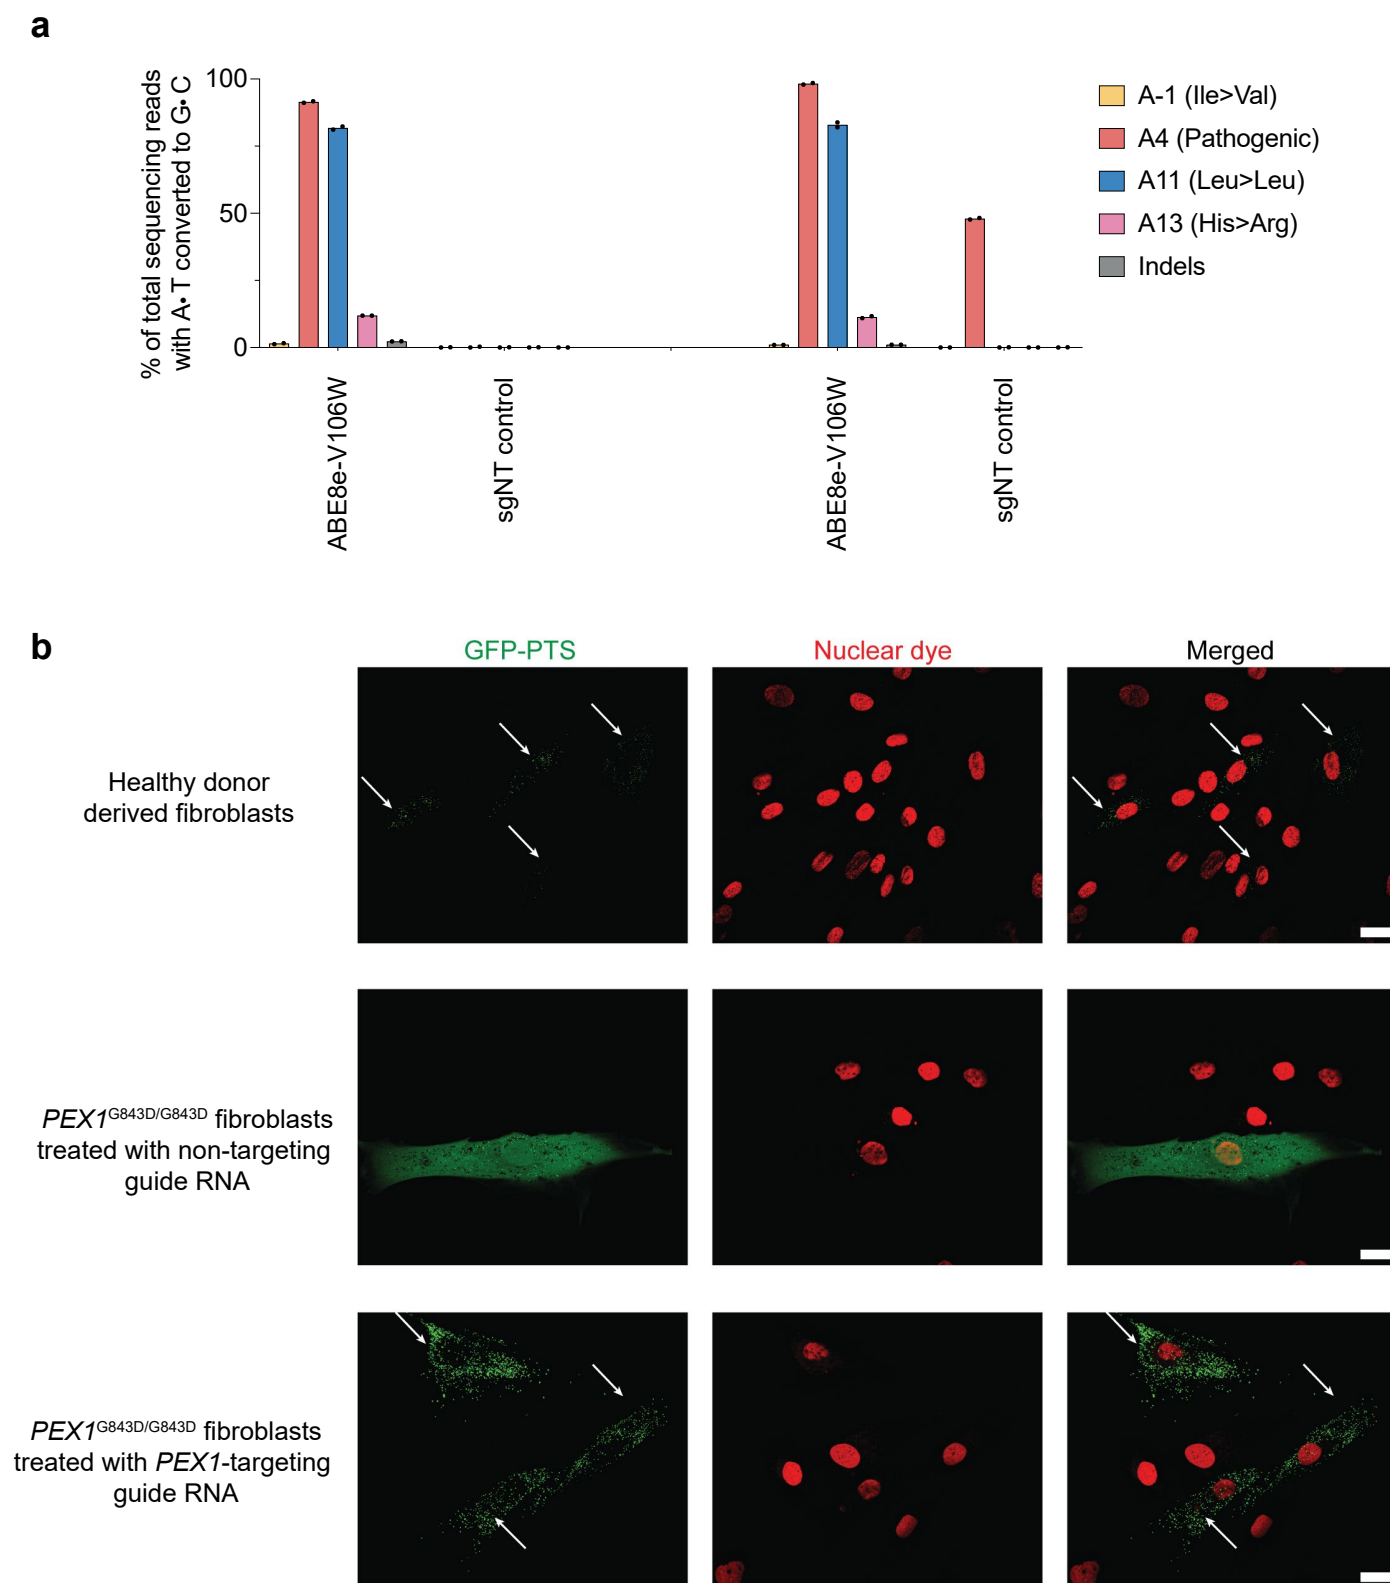 a
% of total sequencing reads
with A•T converted to G•C
100
50
0
ABE8e-V106W
sgNT control
ABE8e-V106W
sgNT control
A-1 (Ile>Val)
A4 (Pathogenic)
A11 (Leu>Leu)
A13 (His>Arg)
Indels
b
GFP-PTS
Nuclear dye
Merged
Healthy donor
derived fibroblasts
PEX1G843D/G843D fibroblasts
treated with non-targeting
guide RNA
PEX1G843D/G843D fibroblasts
treated with PEX1-targeting
guide RNA